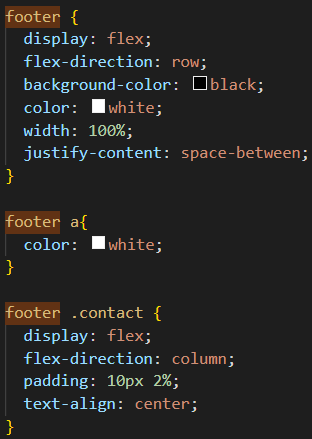 footer {
  display: flex;
  flex-direction: row;
  background-color: black;
  color: white;
  width: 100%;
  justify-content: space-between;
}

footer a{
  color: white;
}

footer .contact {
  display: flex;
  flex-direction: column;
  padding: 10px 2%;
  text-align: center;
}